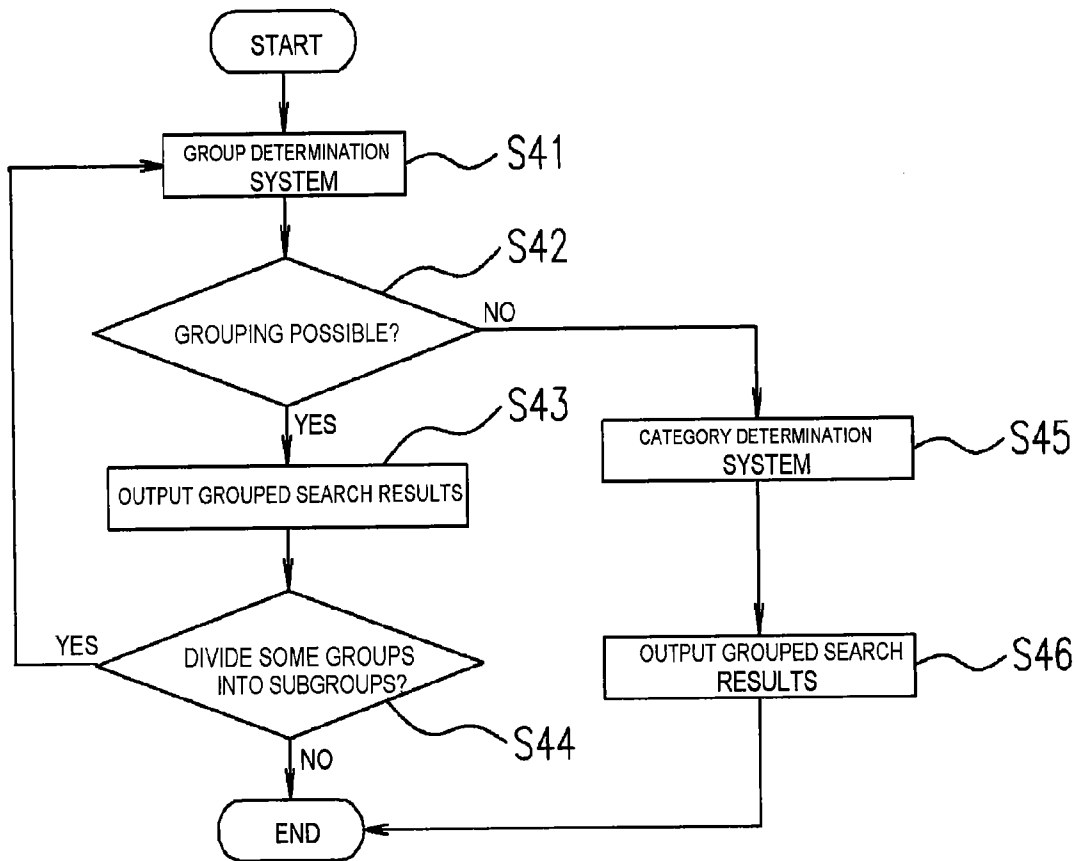 START
GROUP DETERMINATION
SYSTEM
S41
S42
GROUPING POSSIBLE?
NO
YES
S43
OUTPUT GROUPED SEARCH RESULTS
CATEGORY DETERMINATION
SYSTEM
S45
YES
DIVIDE SOME GROUPS
INTO SUBGROUPS?
S44
NO
OUTPUT GROUPED SEARCH
RESULTS
S46
END